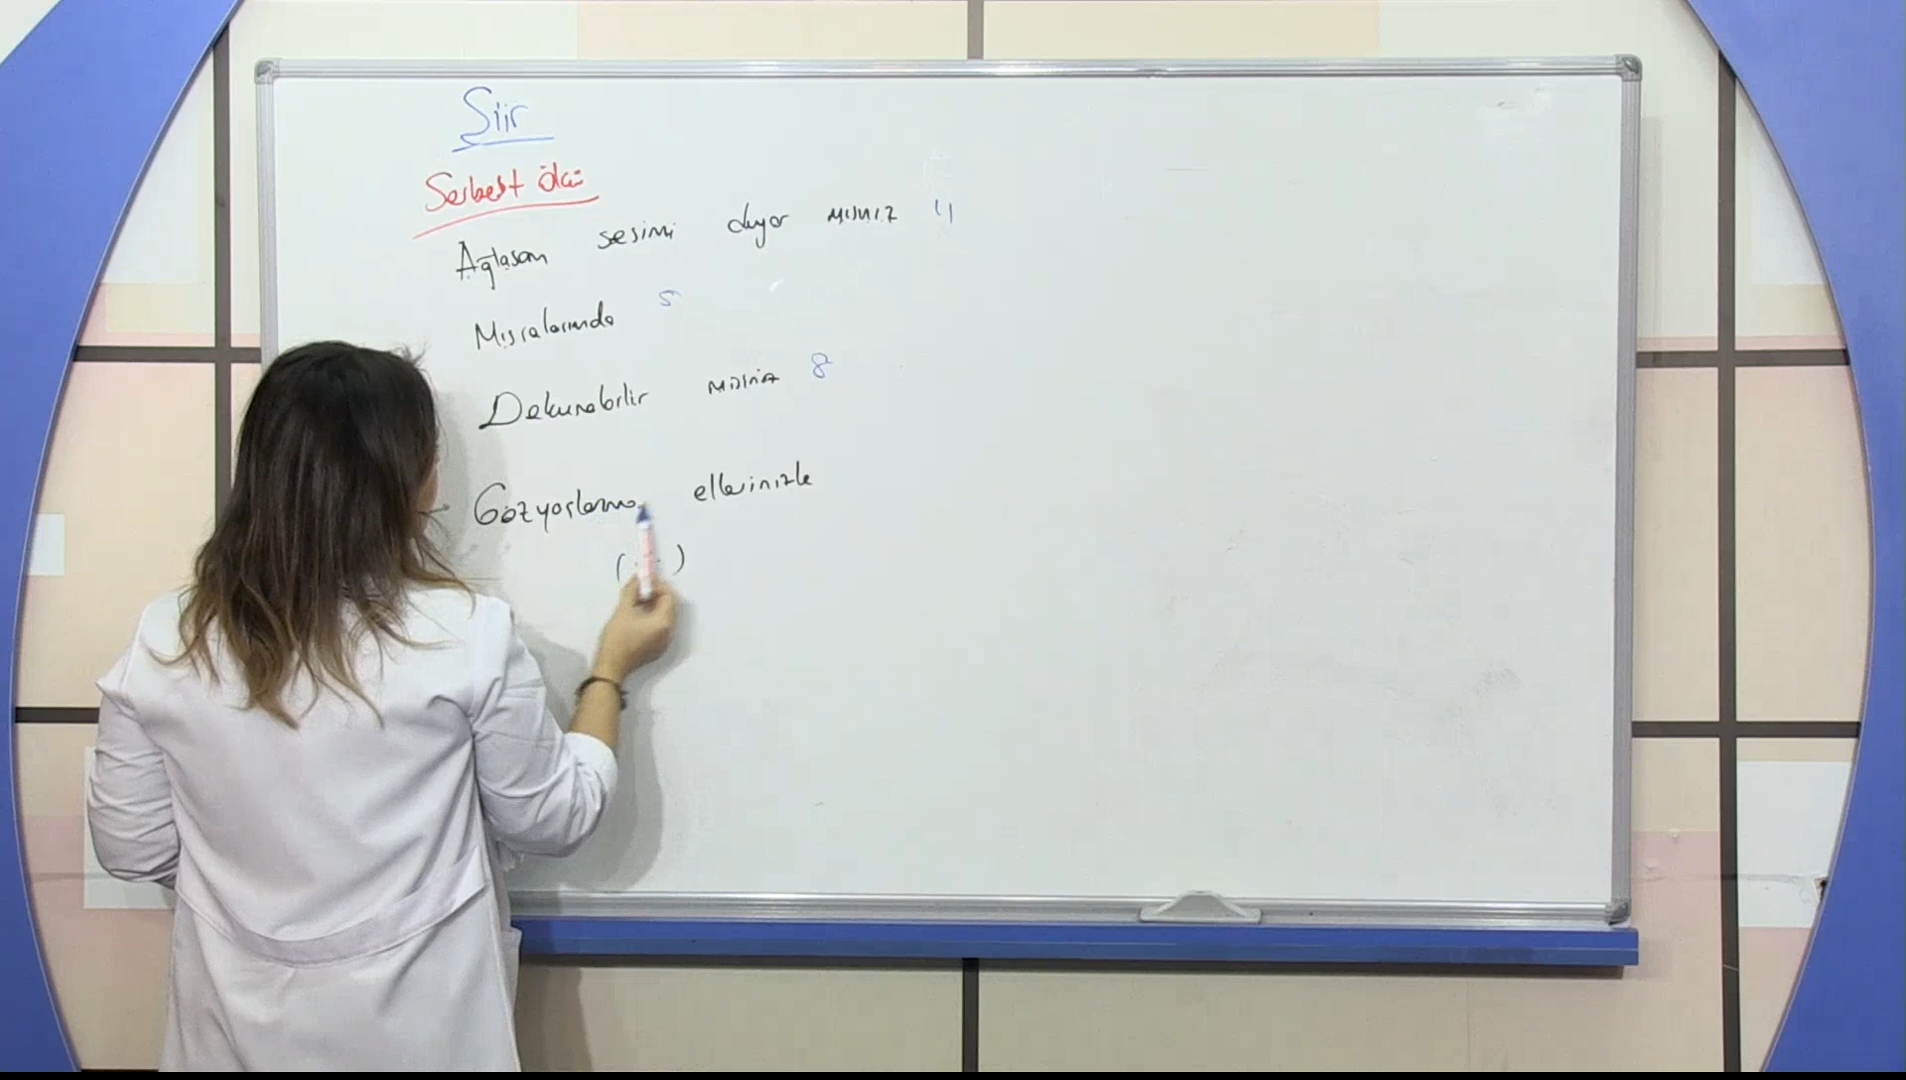 Şiir
Serbest ölçü
Ağlasam sesimi duyar mısınız 11
Mısralarımda 5
Dokunabilir misiniz 8
Gözyaşlarıma ellerinizle
(...)